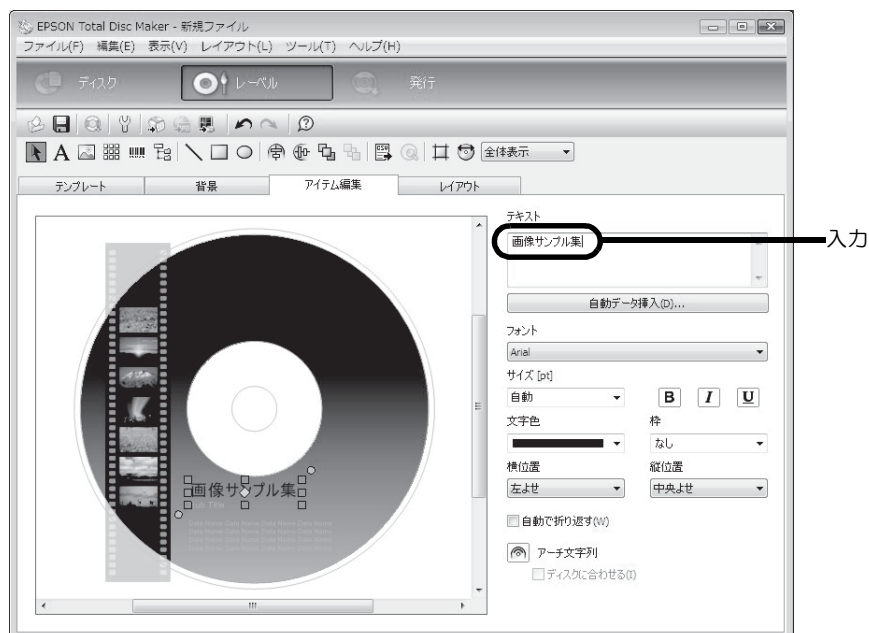 EPSON Total Disc Maker - 新規ファイル
ファイル(F) 編集(E) 表示(V) レイアウト(L) ツール(T) ヘルプ(H)
ディスク レーベル 発行
A 全体表示
テンプレート 背景 アイテム編集 レイアウト
テキスト
画像サンプル集
入力
自動データ挿入(D)...
フォント
Arial
サイズ [pt]
自動 B I U
文字色 枠
なし
横位置 縦位置
左よせ 中央よせ
自動で折り返す(W)
アーチ文字列
ディスクに合わせる(I)
画像サンプル集